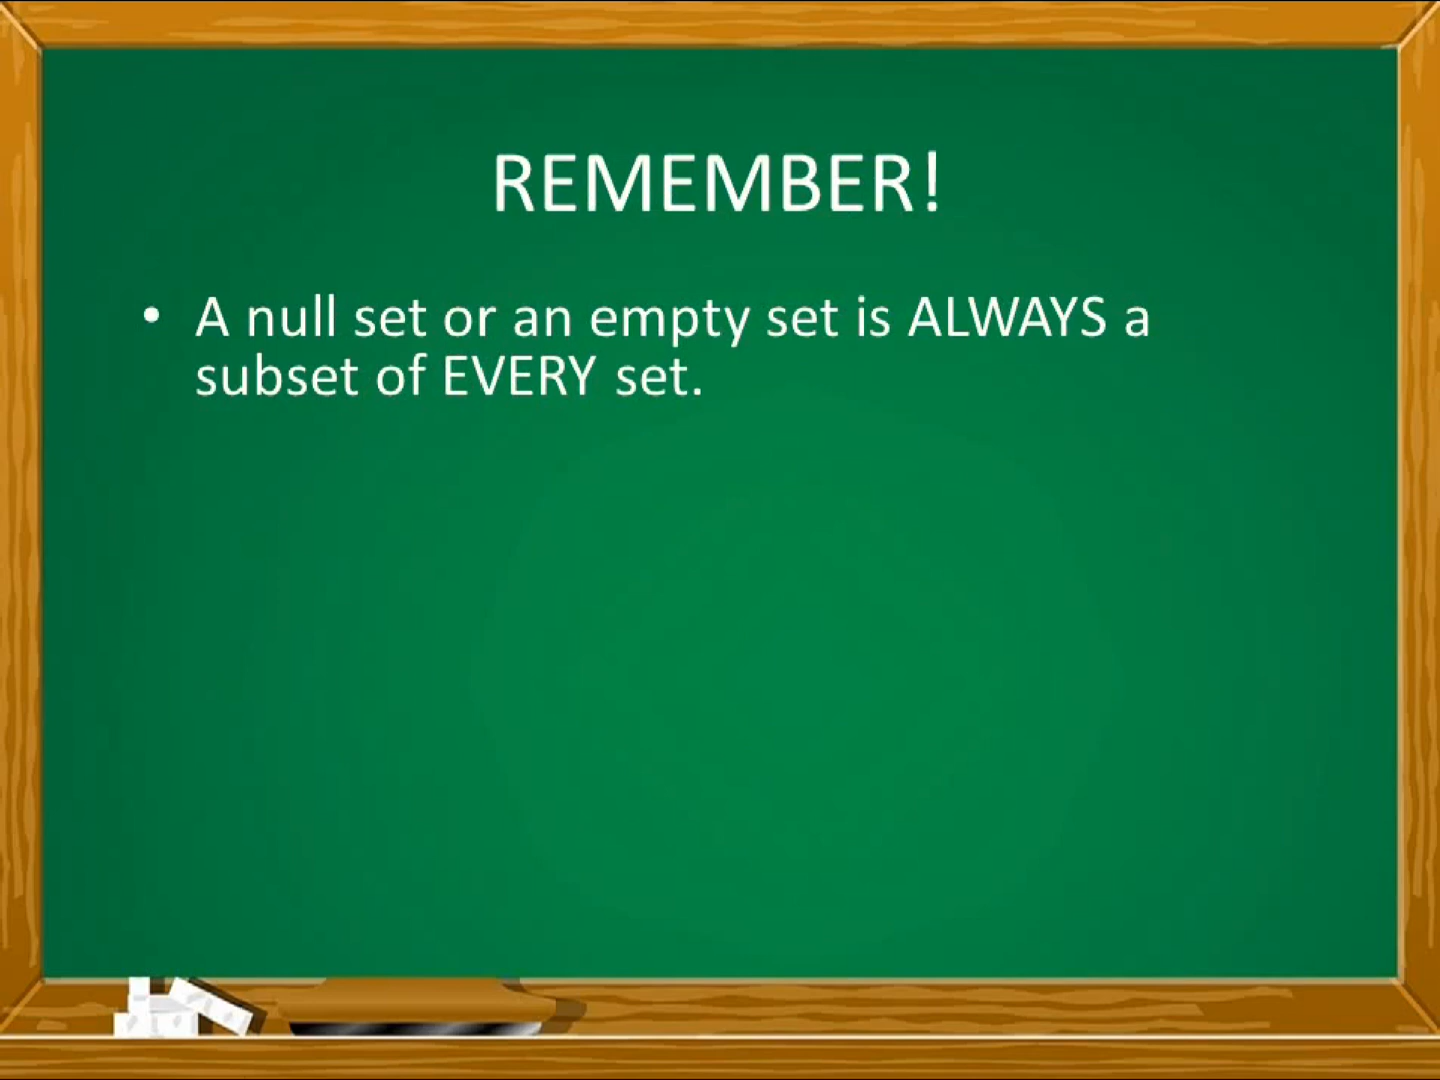 REMEMBER!
• A null set or an empty set is ALWAYS a
subset of EVERY set.